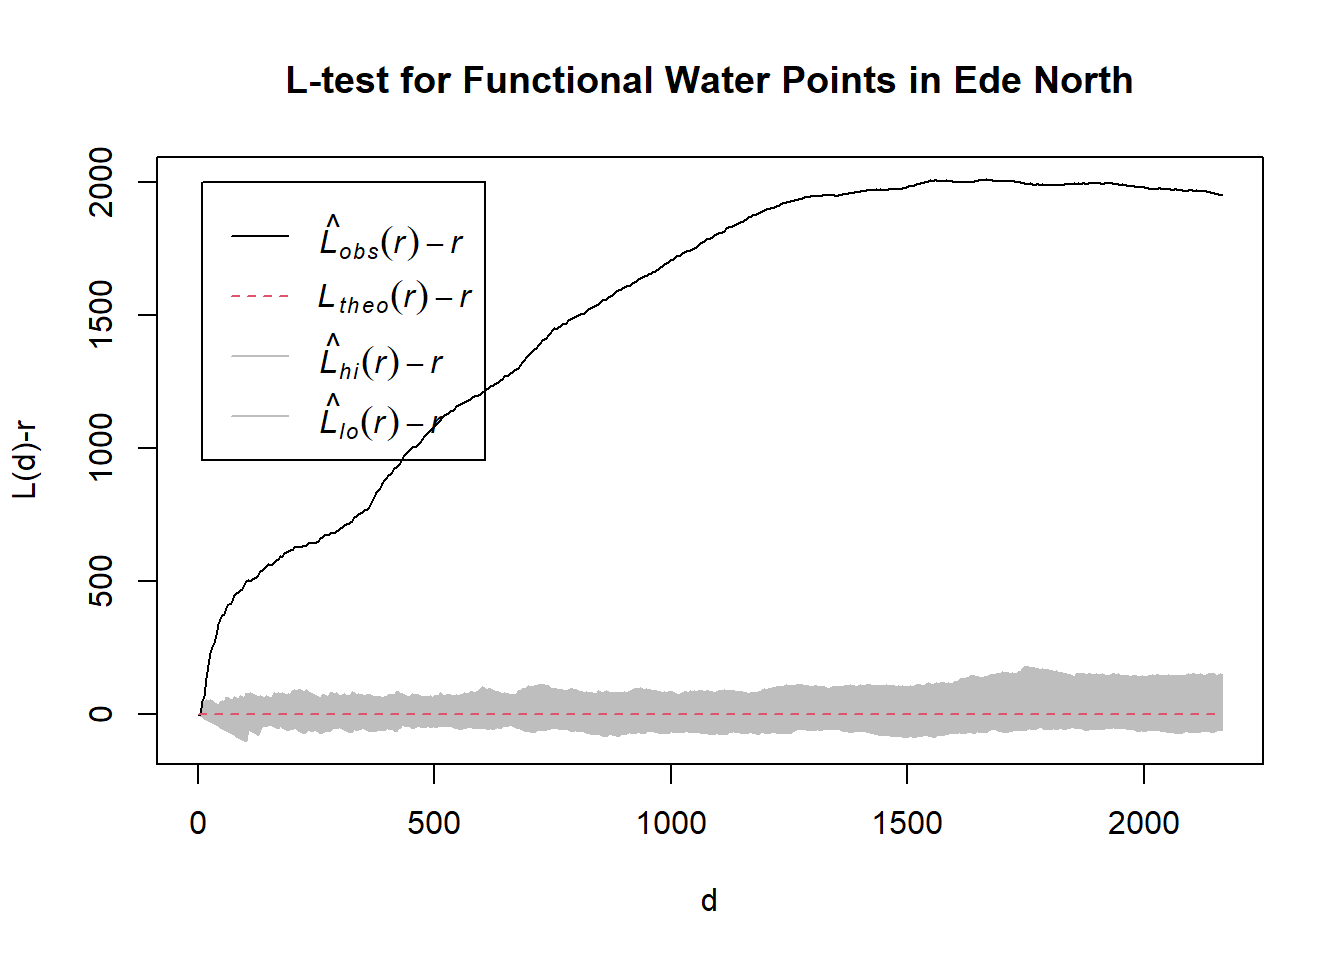 L-test for Functional Water Points in Ede North
L(d)-r
2000
1500
1000
500
0
L̂obs(r) – r
Ltheo(r) – r
L̂hi(r) – r
L̂lo(r) – r
0 500 1000 1500 2000
d